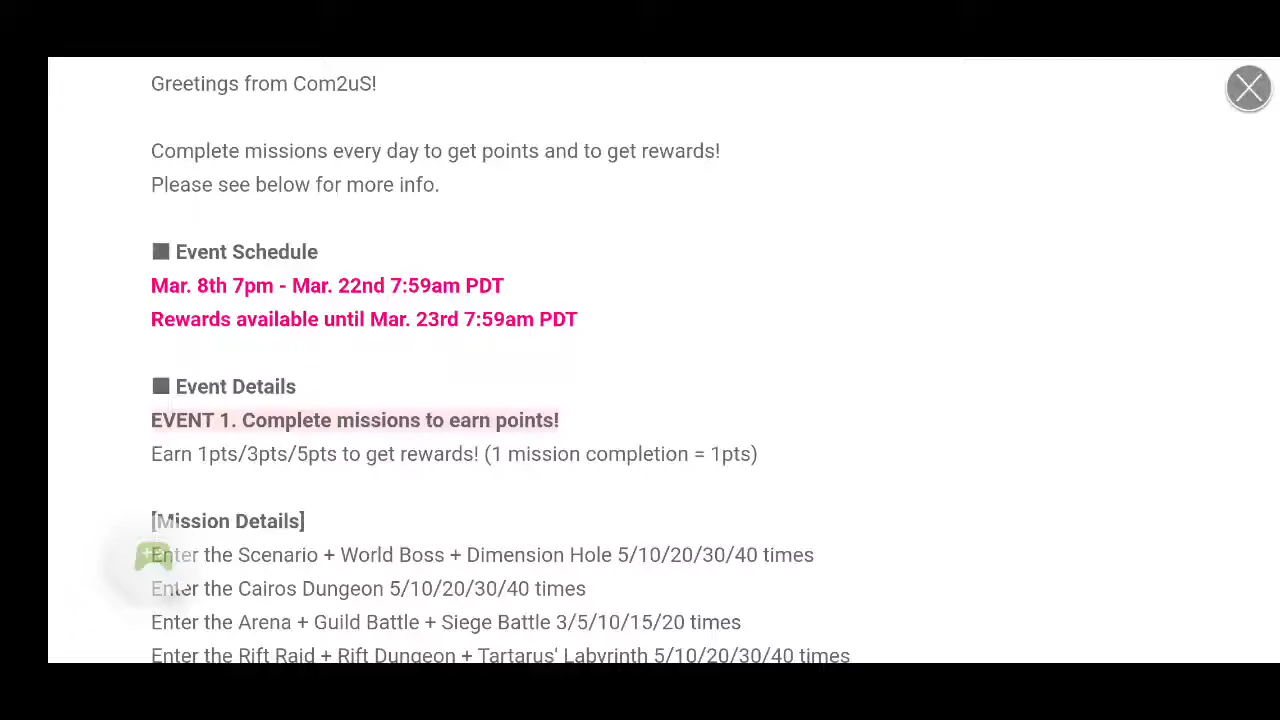 Greetings from Com2uS!
Complete missions every day to get points and to get rewards!
Please see below for more info.
■ Event Schedule
Mar. 8th 7pm - Mar. 22nd 7:59am PDT
Rewards available until Mar. 23rd 7:59am PDT
■ Event Details
EVENT 1. Complete missions to earn points!
Earn 1pts/3pts/5pts to get rewards! (1 mission completion = 1pts)
[Mission Details]
Enter the Scenario + World Boss + Dimension Hole 5/10/20/30/40 times
Enter the Cairos Dungeon 5/10/20/30/40 times
Enter the Arena + Guild Battle + Siege Battle 3/5/10/15/20 times
Enter the Rift Raid + Rift Dungeon + Tartarus' Labyrinth 5/10/20/30/40 times